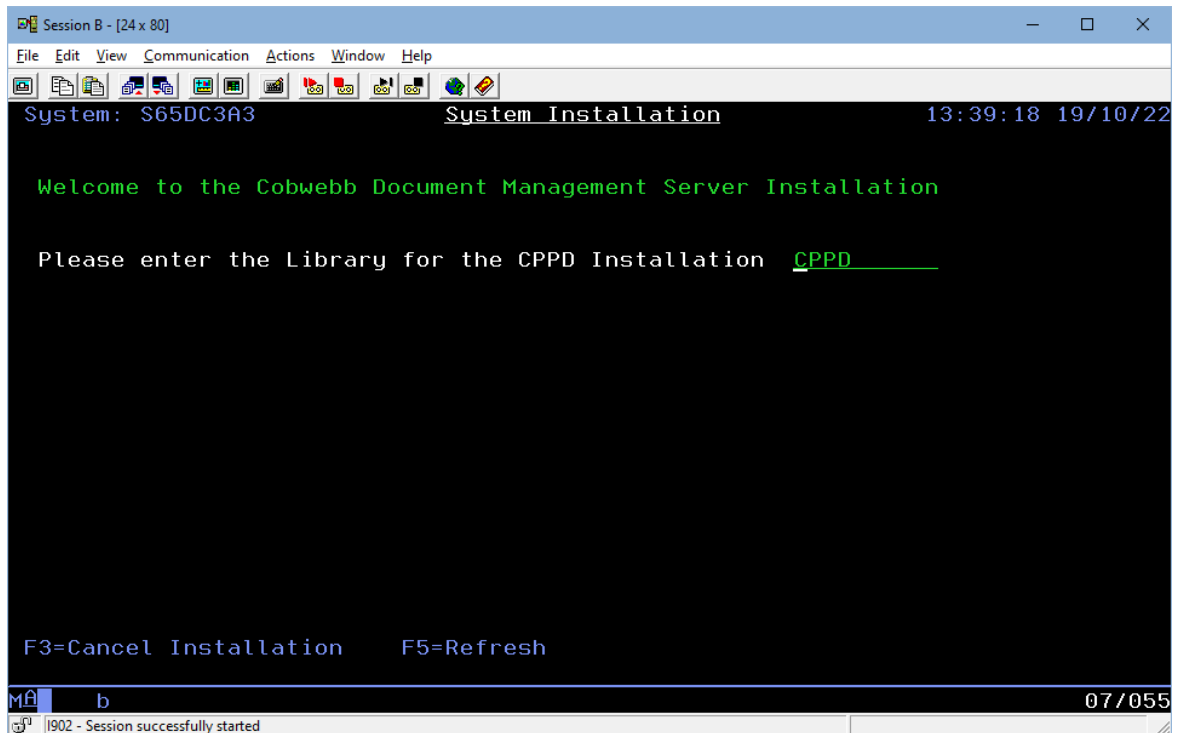 Session B - [24 x 80]
File Edit View Communication Actions Window Help
System: S65DC3A3 System Installation 13:39:18 19/10/22
Welcome to the Cobwebb Document Management Server Installation
Please enter the Library for the CPPD Installation CPPD
F3=Cancel Installation F5=Refresh
MA b 07/055
I902 - Session successfully started